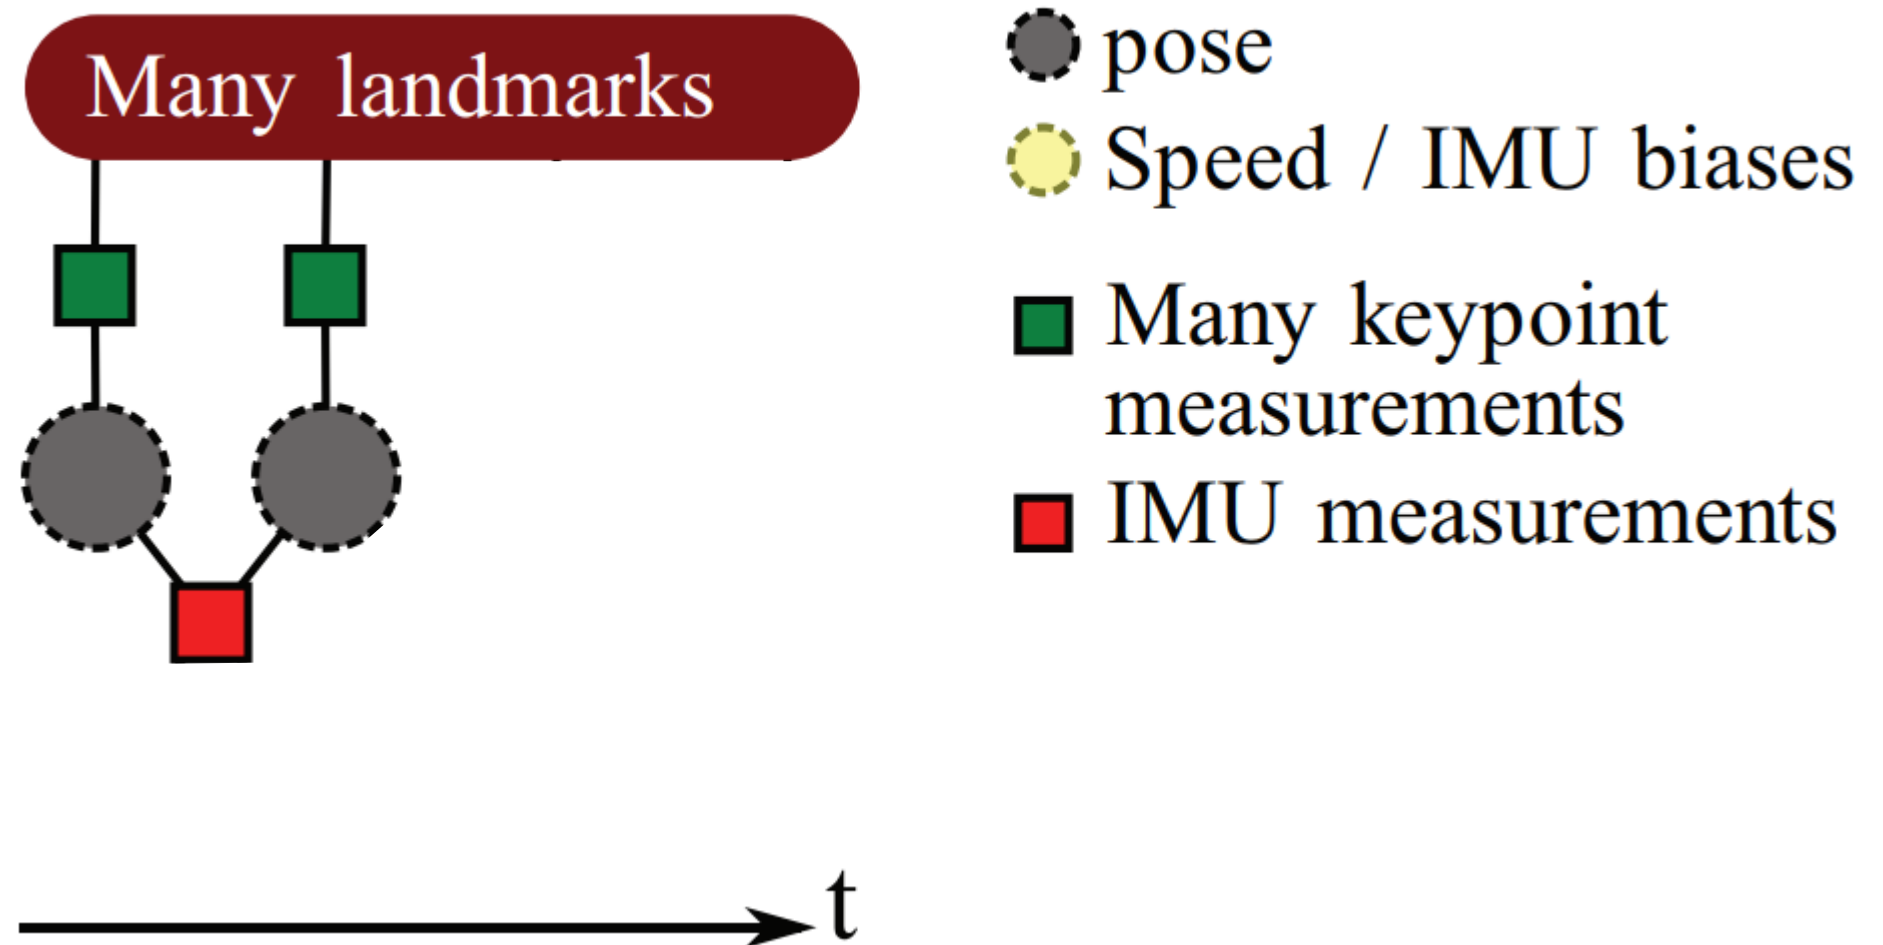 Many landmarks
pose
Speed / IMU biases
Many keypoint
measurements
IMU measurements
t